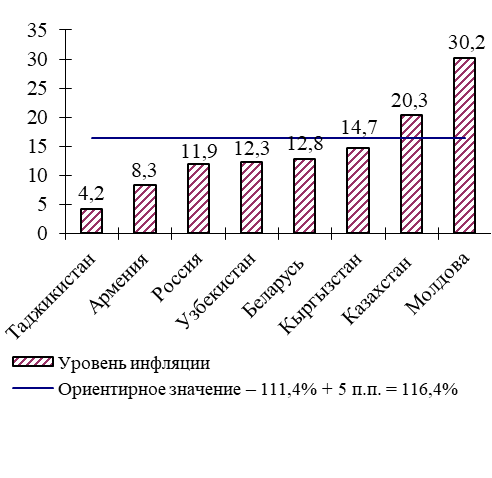 35
30
25
20
15
10
5
0
4,2
8,3
11,9
12,3
12,8
14,7
20,3
30,2
Таджикистан
Армения
Россия
Узбекистан
Беларусь
Кыргызстан
Казахстан
Молдова
Уровень инфляции
Ориентирное значение – 111,4% + 5 п.п. = 116,4%